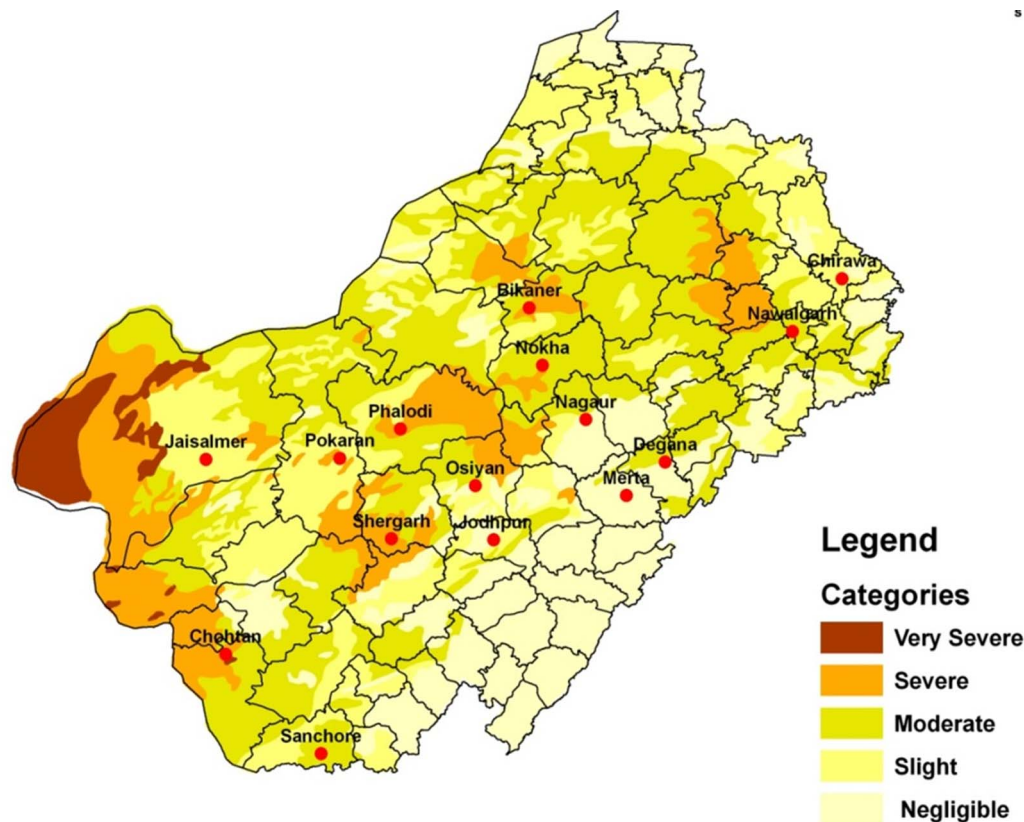 s
Chirawa
Bikaner
Nawalgarh
Nokha
Nagaur
Phalodi
Jaisalmer
Pokaran
Degana
Osiyan
Merta
Shergarh
Jodhpur
Legend
Categories
Very Severe
Chohtan
Severe
Moderate
Sanchore
Slight
Negligible